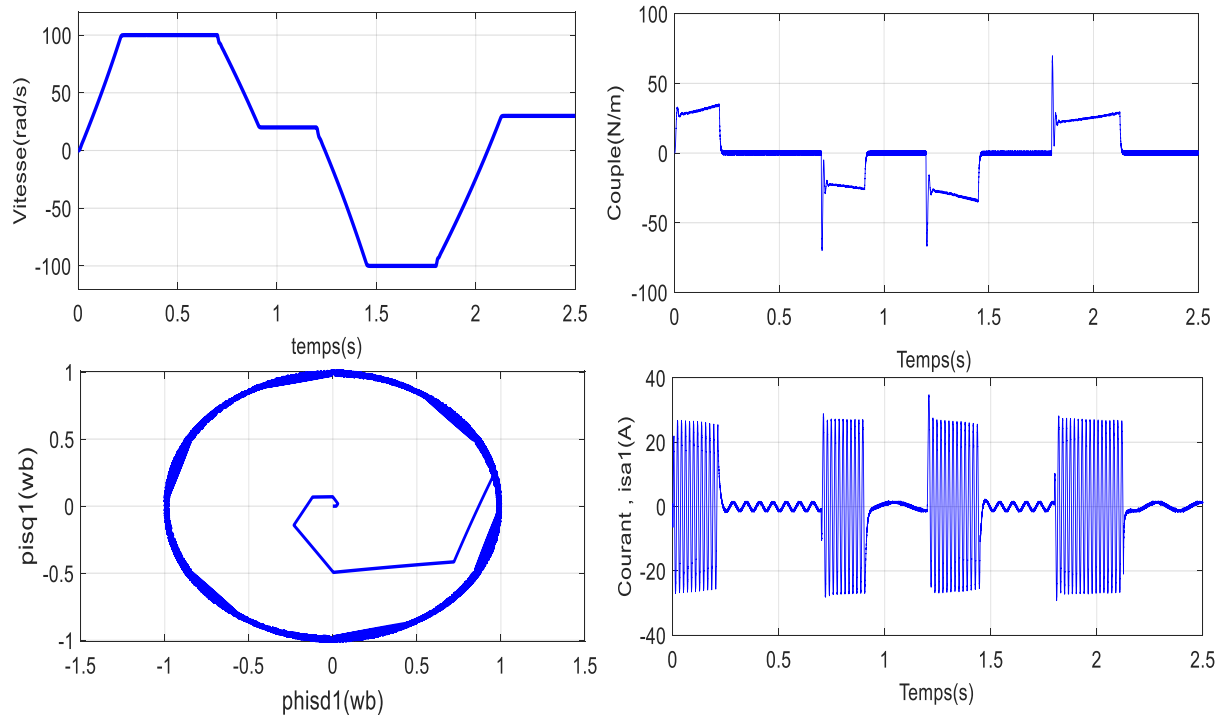 100
50
0
-50
-100
Vitesse(rad/s)
0 0.5 1 1.5 2 2.5
temps(s)
100
50
0
-50
-100
Couple(N/m)
0 0.5 1 1.5 2 2.5
Temps(s)
1
0.5
0
-0.5
-1
pisq1(wb)
-1.5 -1 -0.5 0 0.5 1 1.5
phisd1(wb)
40
20
0
-20
-40
Courant , isa1(A)
0 0.5 1 1.5 2 2.5
Temps(s)